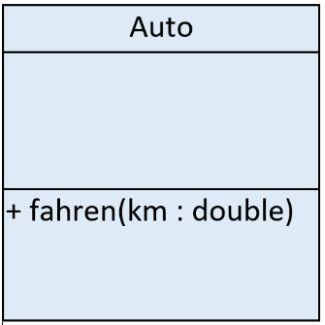 Auto
+ fahren(km : double)